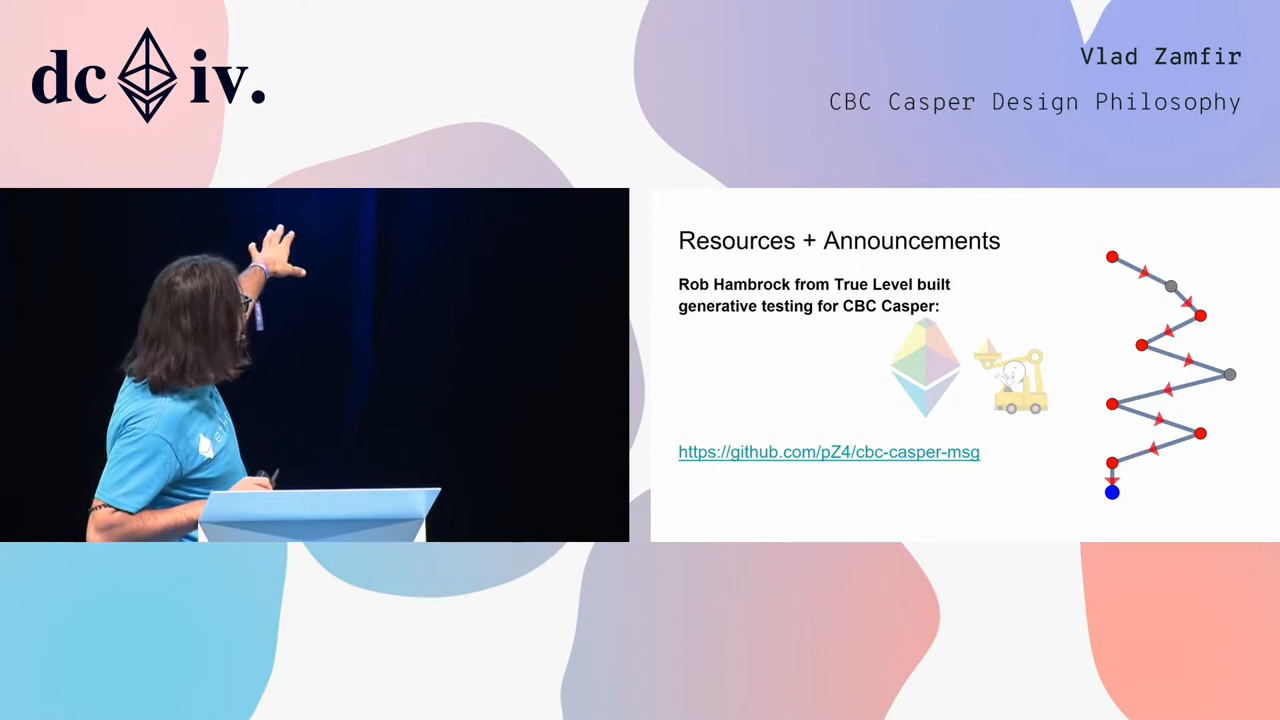 dc iv.
Vlad Zamfir
CBC Casper Design Philosophy
Resources + Announcements
Rob Hambrock from True Level built
generative testing for CBC Casper:
https://github.com/pZ4/cbc-casper-msg